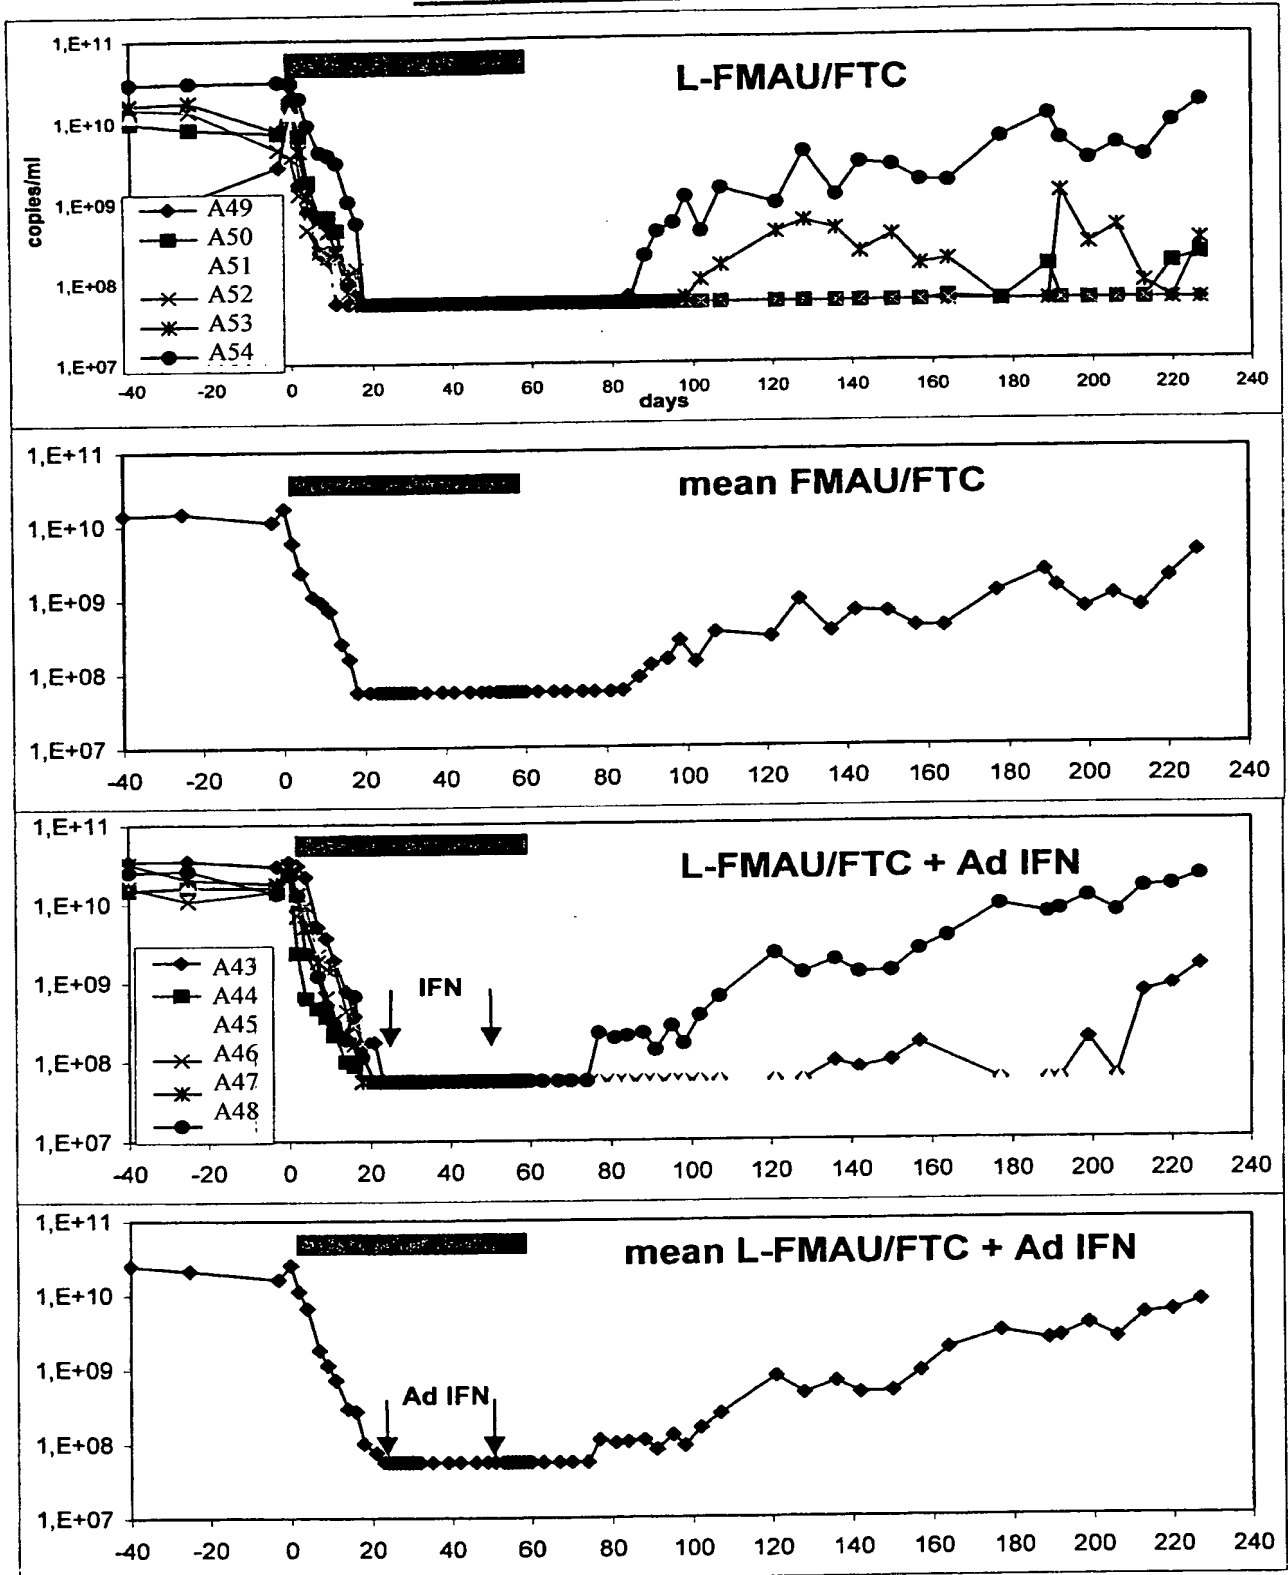 L-FMAU/FTC
copies/ml
1,E+11
1,E+10
1,E+09
1,E+08
1,E+07
A49
A50
A51
A52
A53
A54
-40 -20 0 20 40 60 80 100 120 140 160 180 200 220 240
days
mean FMAU/FTC
1,E+11
1,E+10
1,E+09
1,E+08
1,E+07
-40 -20 0 20 40 60 80 100 120 140 160 180 200 220 240
L-FMAU/FTC + Ad IFN
1,E+11
1,E+10
1,E+09
1,E+08
1,E+07
A43
A44
A45
A46
A47
A48
IFN
-40 -20 0 20 40 60 80 100 120 140 160 180 200 220 240
mean L-FMAU/FTC + Ad IFN
1,E+11
1,E+10
1,E+09
1,E+08
1,E+07
Ad IFN
-40 -20 0 20 40 60 80 100 120 140 160 180 200 220 240